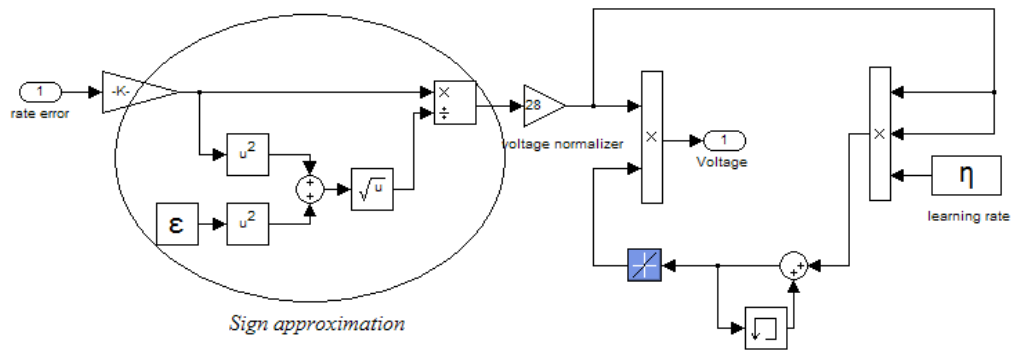 1
rate error
-K-
u²
ε
u²
+
+
√u
×
÷
28
voltage normalizer
×
1
Voltage
×
η
learning rate
+
+
Sign approximation